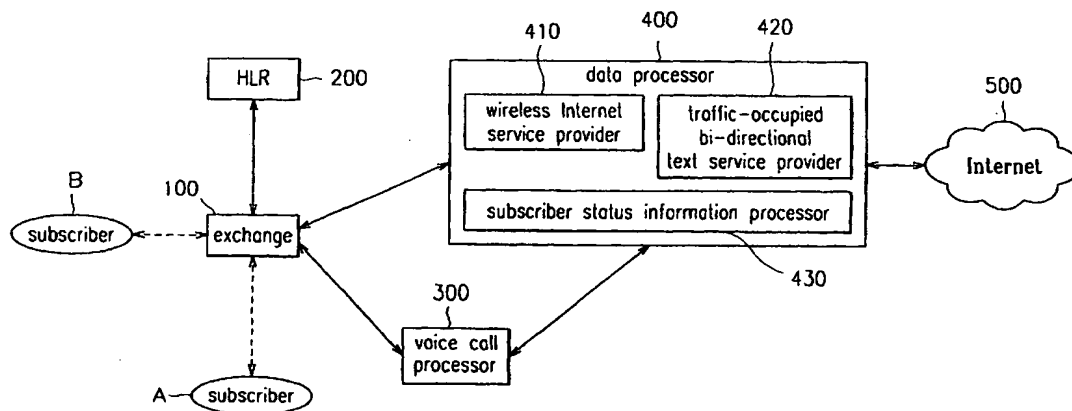 410
400
420
HLR
200
data processor
wireless Internet
service provider
traffic-occupied
bi-directional
text service provider
500
Internet
B
100
subscriber
exchange
subscriber status information processor
430
300
voice call
processor
A
subscriber